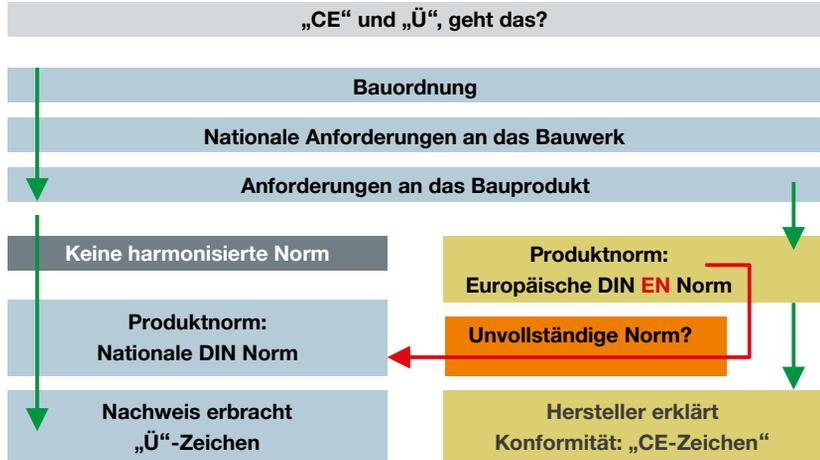 „CE“ und „Ü“, geht das?
Bauordnung
Nationale Anforderungen an das Bauwerk
Anforderungen an das Bauprodukt
Keine harmonisierte Norm
Produktnorm:
Nationale DIN Norm
Nachweis erbracht
„Ü“-Zeichen
Produktnorm:
Europäische DIN EN Norm
Unvollständige Norm?
Hersteller erklärt
Konformität: „CE-Zeichen“